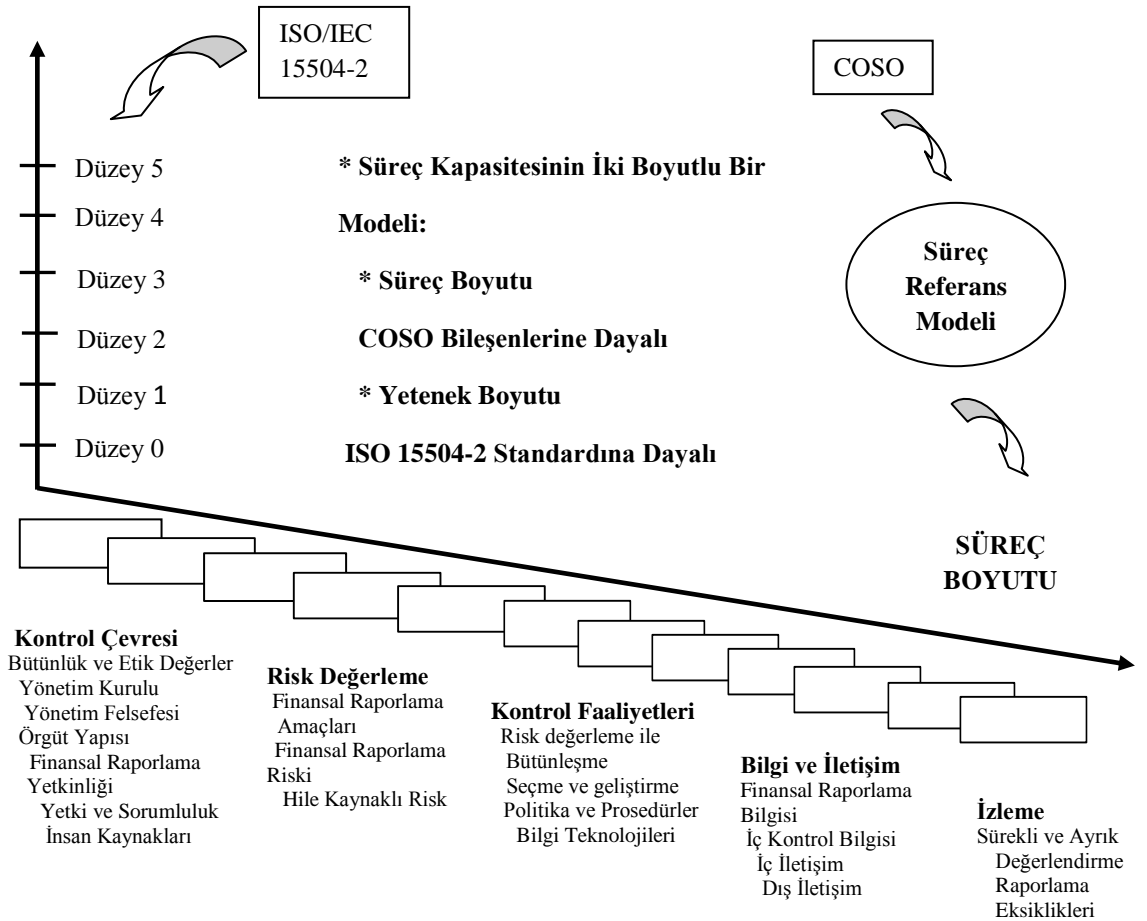 ISO/IEC
15504-2
COSO
Düzey 5
Düzey 4
Düzey 3
Düzey 2
Düzey 1
Düzey 0
* Süreç Kapasitesinin İki Boyutlu Bir
Modeli:
* Süreç Boyutu
COSO Bileşenlerine Dayalı
* Yetenek Boyutu
ISO 15504-2 Standardına Dayalı
Süreç
Referans
Modeli
SÜREÇ
BOYUTU
Kontrol Çevresi
Bütünlük ve Etik Değerler
Yönetim Kurulu
Yönetim Felsefesi
Örgüt Yapısı
Finansal Raporlama
Yetkinliği
Yetki ve Sorumluluk
İnsan Kaynakları
Risk Değerleme
Finansal Raporlama
Amaçları
Finansal Raporlama
Riski
Hile Kaynaklı Risk
Kontrol Faaliyetleri
Risk değerleme ile
Bütünleşme
Seçme ve geliştirme
Politika ve Prosedürler
Bilgi Teknolojileri
Bilgi ve İletişim
Finansal Raporlama
Bilgisi
İç Kontrol Bilgisi
İç İletişim
Dış İletişim
İzleme
Sürekli ve Ayrık
Değerlendirme
Raporlama
Eksiklikleri